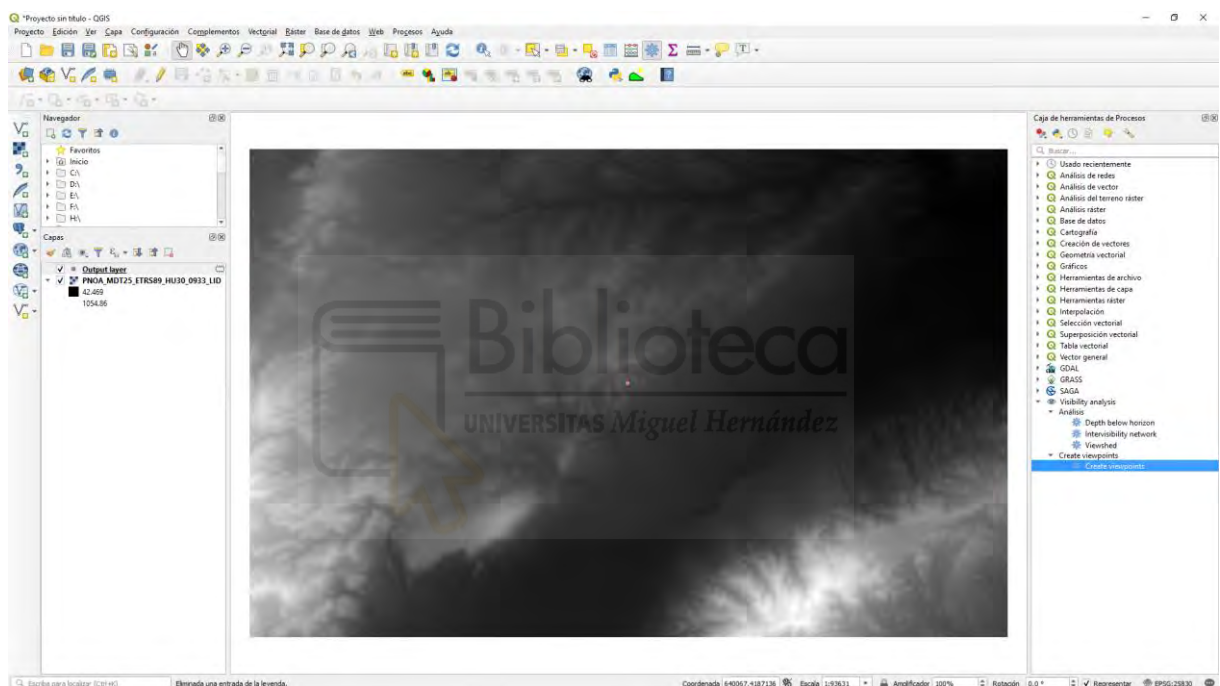 *Proyecto sin título - QGIS
Proyecto Edición Ver Capa Configuración Complementos Vectorial Ráster Base de datos Web Procesos Ayuda
Navegador
Favoritos
Inicio
C:\
D:\
E:\
F:\
H:\
Capas
Output layer
PNOA_MDT25_ETRS89_HU30_0933_LID
42.469
1054.86
Biblioteca
UNIVERSITAS Miguel Hernández
Caja de herramientas de Procesos
Buscar...
Usado recientemente
Análisis de redes
Análisis de vector
Análisis del terreno ráster
Análisis ráster
Base de datos
Cartografía
Creación de vectores
Geometría vectorial
Gráficos
Herramientas de archivo
Herramientas de capa
Herramientas ráster
Interpolación
Selección vectorial
Superposición vectorial
Tabla vectorial
Vector general
GDAL
GRASS
SAGA
Visibility analysis
Análisis
Depth below horizon
Intervisibility network
Viewshed
Create viewpoints
Create viewpoints
Escriba para localizar (Ctrl+K)
Eliminada una entrada de la leyenda.
Coordenada 640067,4187136 Escala 1:93631 Amplificador 100% Rotación 0,0 ° Representar EPSG:25830